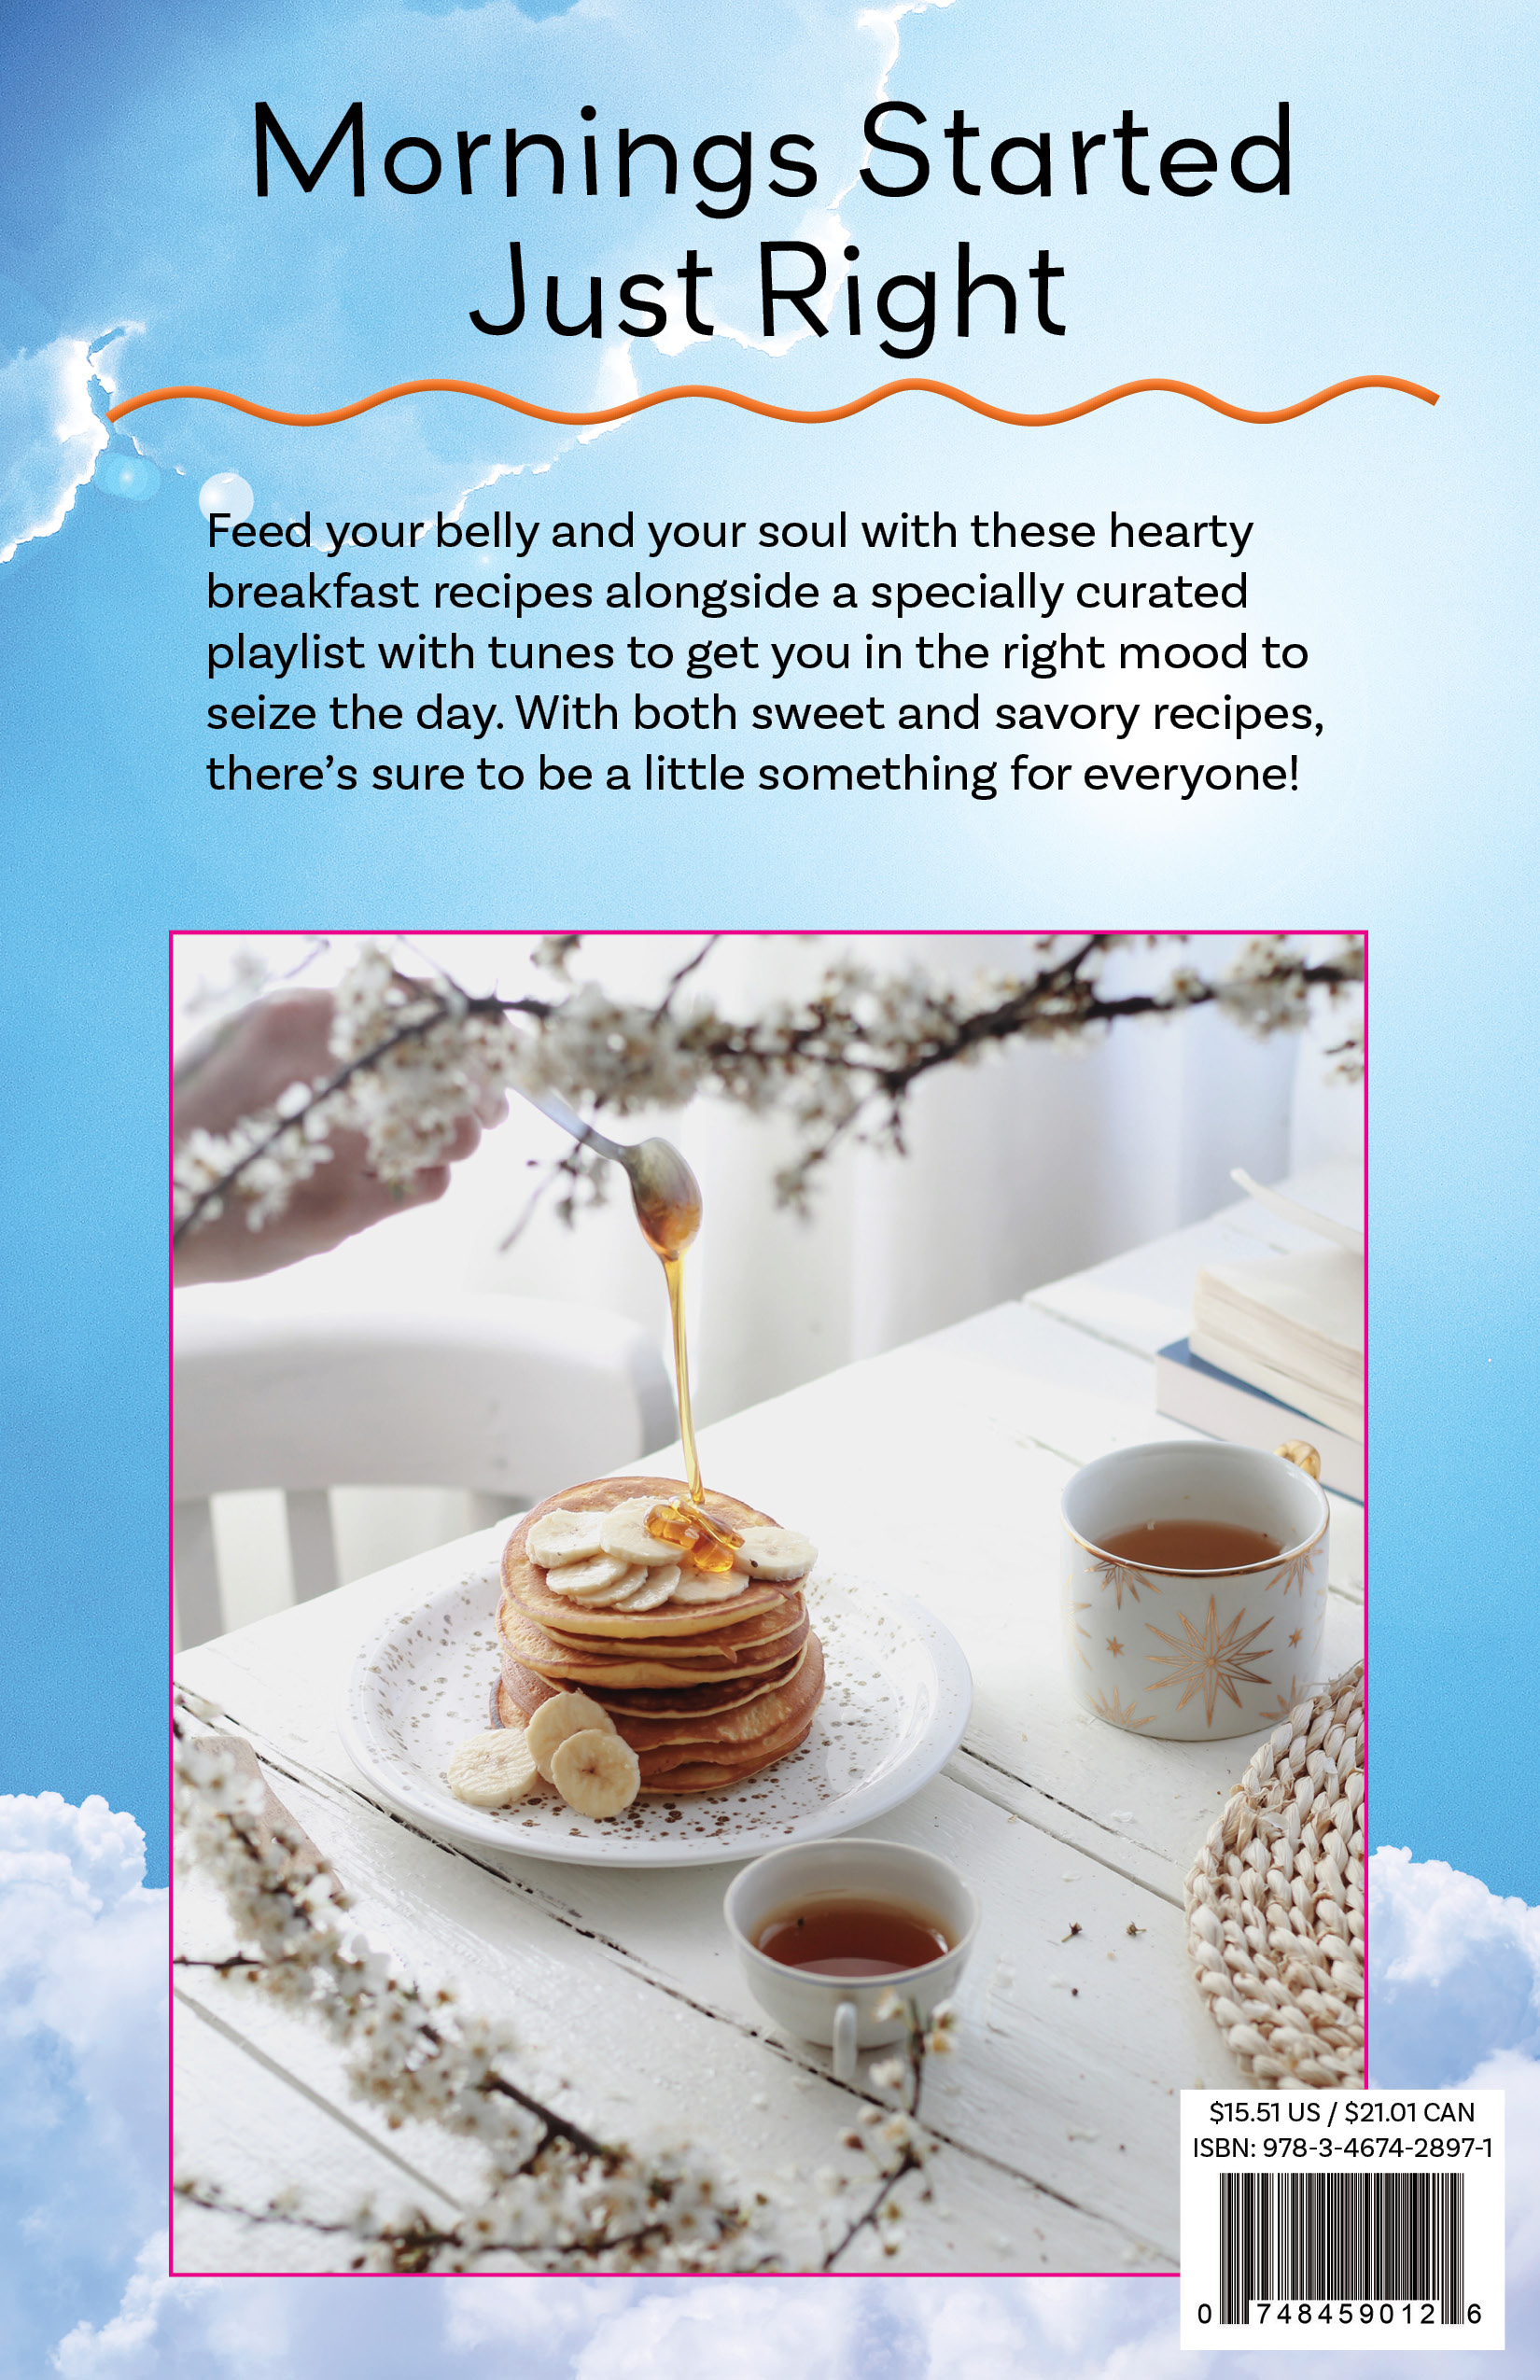 Mornings Started
Just Right
Feed your belly and your soul with these hearty
breakfast recipes alongside a specially curated
playlist with tunes to get you in the right mood to
seize the day. With both sweet and savory recipes,
there’s sure to be a little something for everyone!
$15.51 US / $21.01 CAN
ISBN: 978-3-4674-2897-1
0 748459012 6